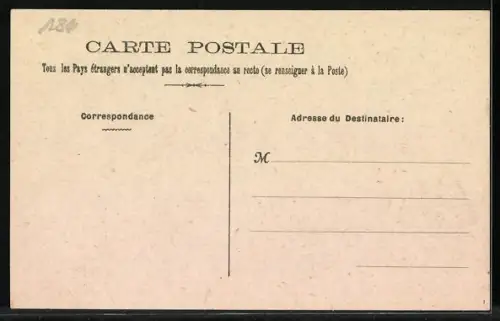 CARTE POSTALE
Tous les Pays étrangers n'acceptent pas la correspondance au recto (se renseigner à la Poste)
Correspondance
Adresse du Destinataire:
M